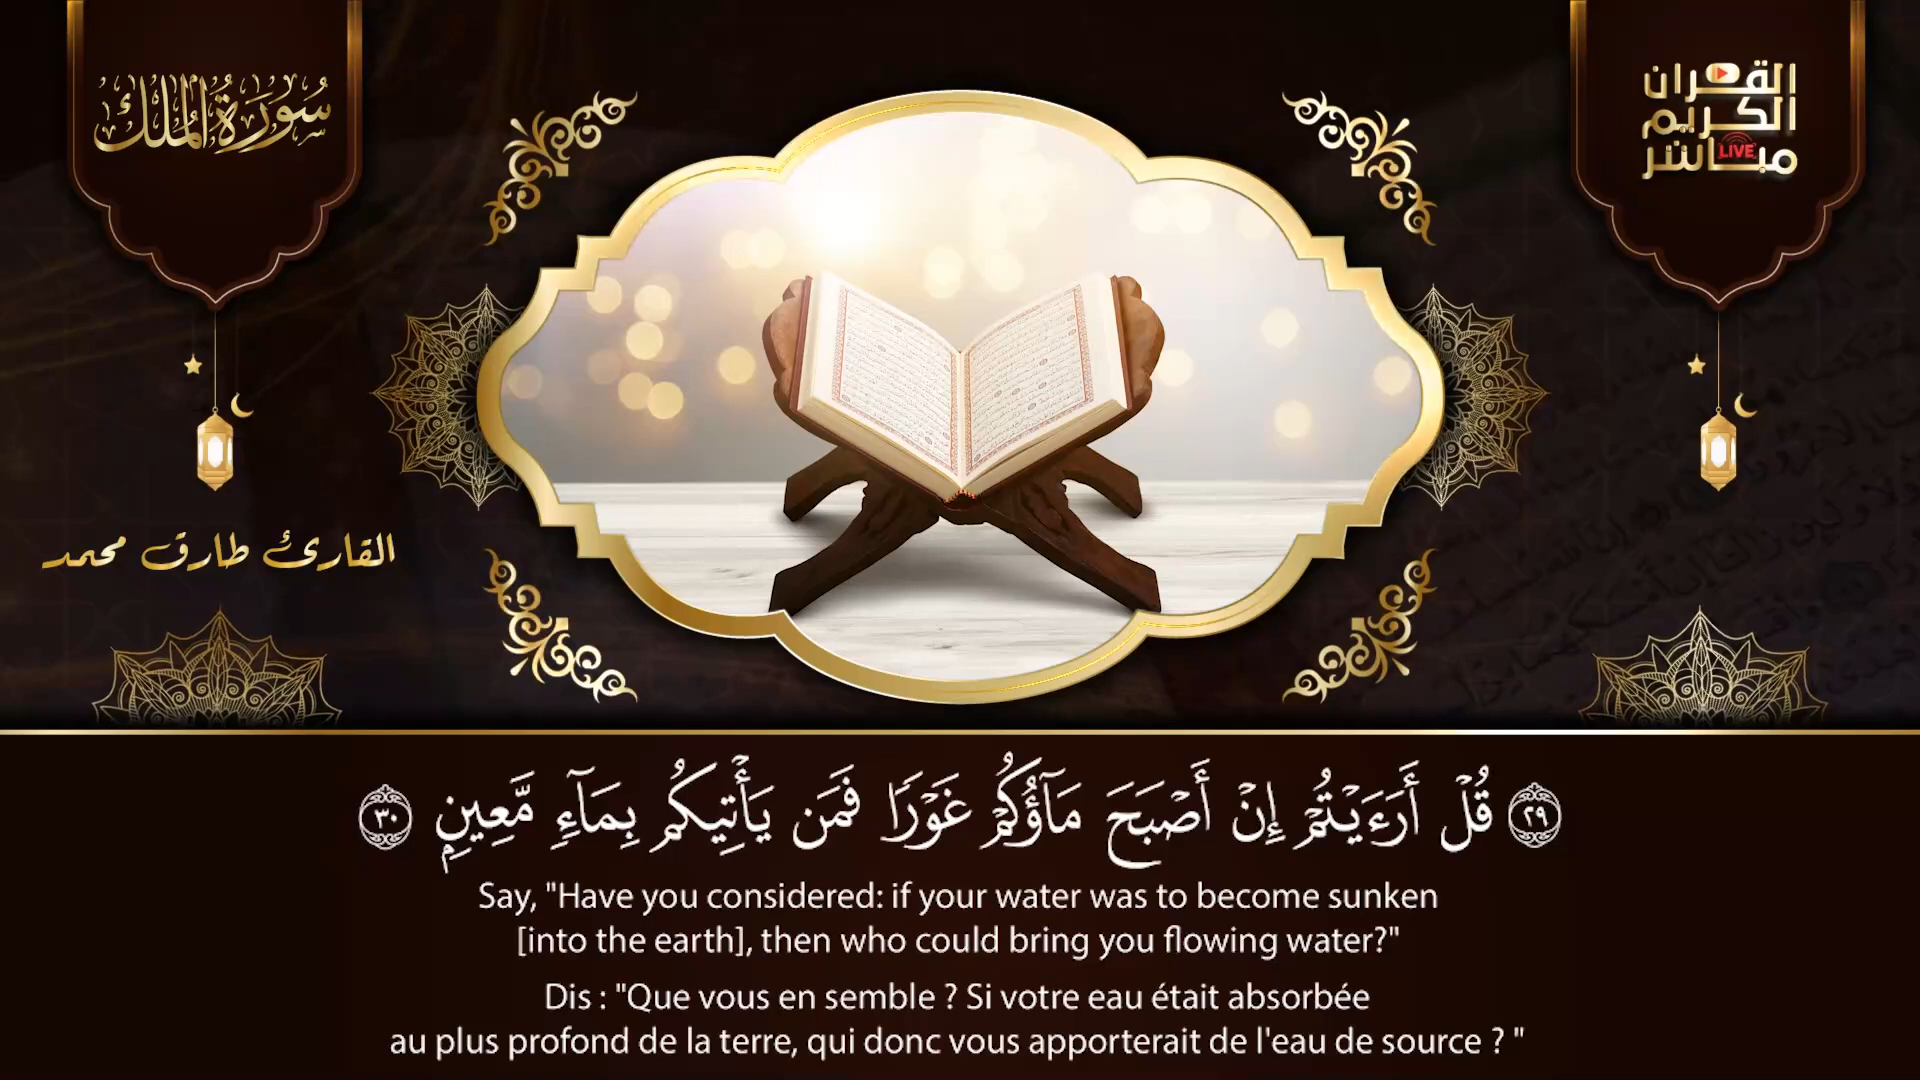 سُورَةُ المُلك
القرآن
الكريم
مباشر
LIVE
القارئ طارق محمد
٢٩ قُلْ أَرَءَيْتُمْ إِنْ أَصْبَحَ مَآؤُكُمْ غَوْرًا فَمَن يَأْتِيكُم بِمَآءٍ مَّعِينٍۭ ٣٠
Say, "Have you considered: if your water was to become sunken
[into the earth], then who could bring you flowing water?"
Dis : "Que vous en semble ? Si votre eau était absorbée
au plus profond de la terre, qui donc vous apporterait de l'eau de source ? "